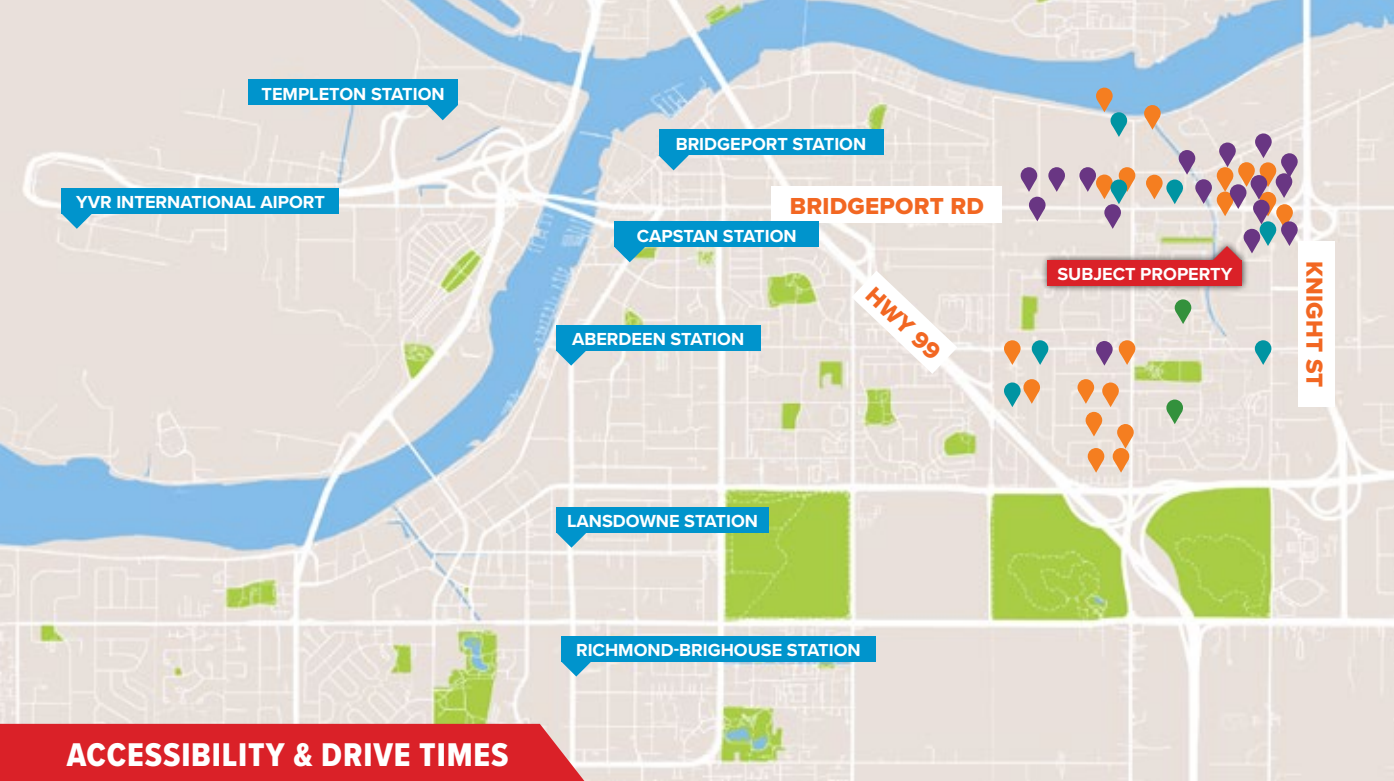 TEMPLETON STATION
BRIDGEPORT STATION
YVR INTERNATIONAL AIPORT
BRIDGEPORT RD
CAPSTAN STATION
SUBJECT PROPERTY
KNIGHT ST
HWY 99
ABERDEEN STATION
LANSDOWNE STATION
RICHMOND-BRIGHOUSE STATION
ACCESSIBILITY & DRIVE TIMES